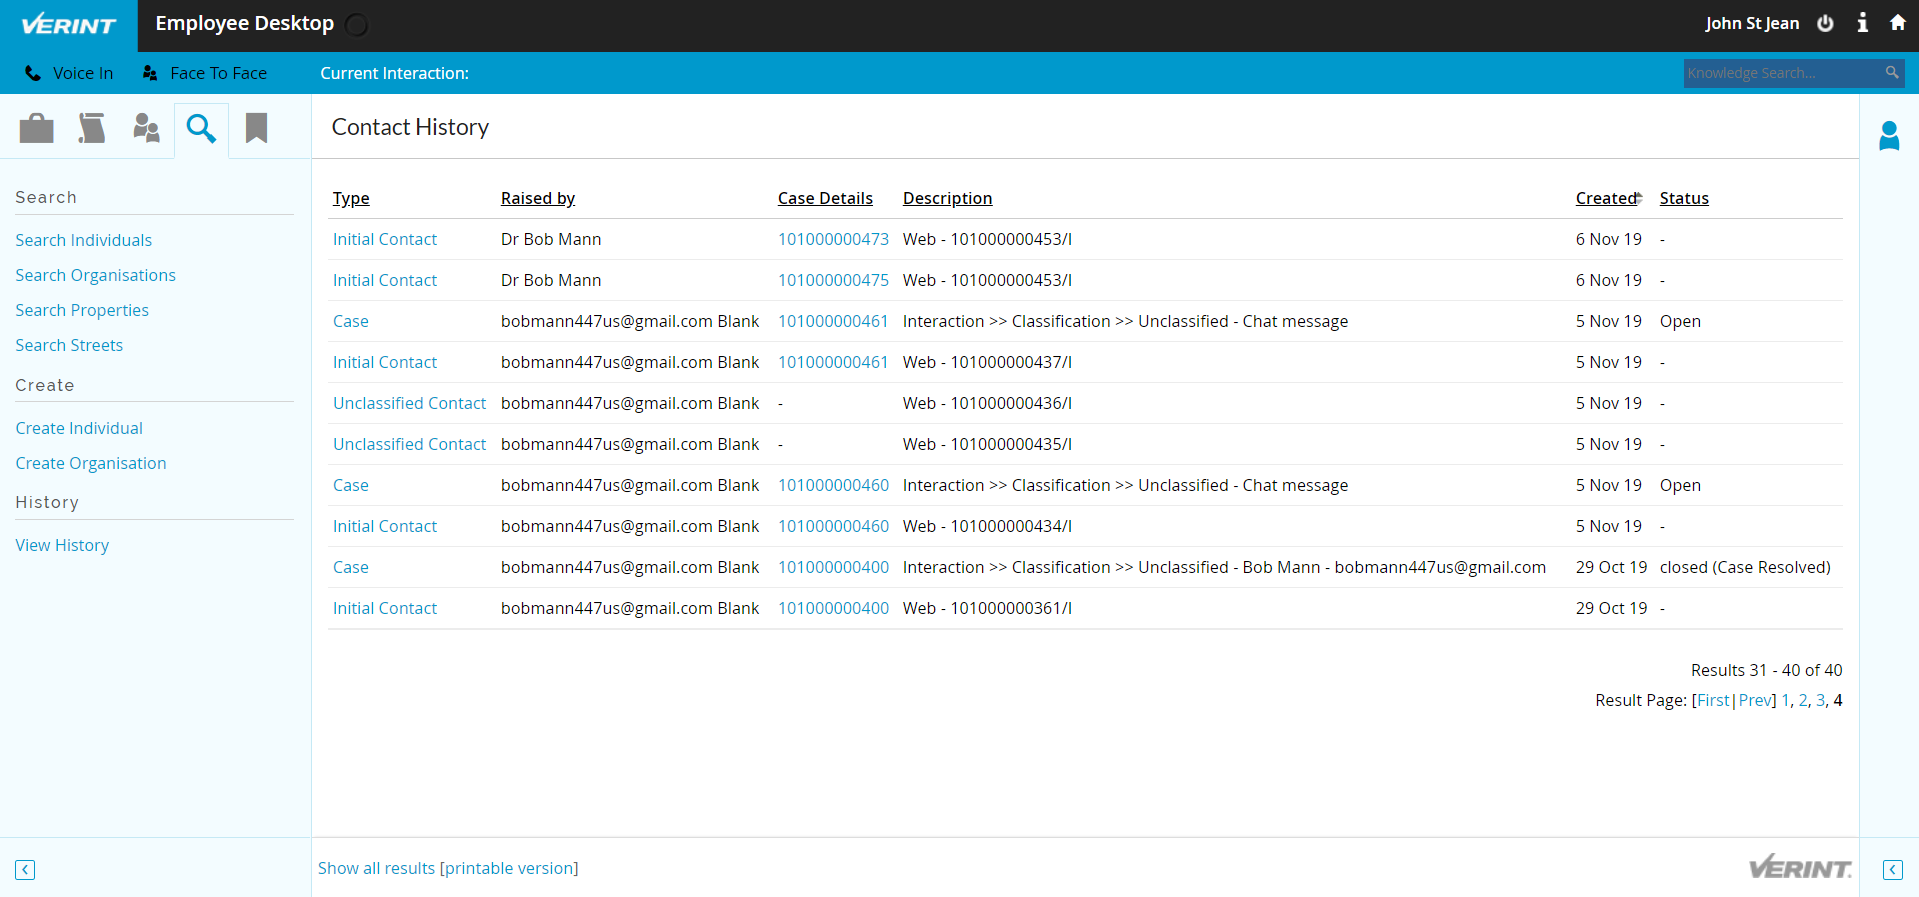 VERINT Employee Desktop John St Jean
Voice In Face To Face Current Interaction: Knowledge Search...
Contact History
Search
Search Individuals
Search Organisations
Search Properties
Search Streets
Create
Create Individual
Create Organisation
History
View History
Type Raised by Case Details Description Created Status
Initial Contact Dr Bob Mann 101000000473 Web - 101000000453/I 6 Nov 19 -
Initial Contact Dr Bob Mann 101000000475 Web - 101000000453/I 6 Nov 19 -
Case bobmann447us@gmail.com Blank 101000000461 Interaction >> Classification >> Unclassified - Chat message 5 Nov 19 Open
Initial Contact bobmann447us@gmail.com Blank 101000000461 Web - 101000000437/I 5 Nov 19 -
Unclassified Contact bobmann447us@gmail.com Blank - Web - 101000000436/I 5 Nov 19 -
Unclassified Contact bobmann447us@gmail.com Blank - Web - 101000000435/I 5 Nov 19 -
Case bobmann447us@gmail.com Blank 101000000460 Interaction >> Classification >> Unclassified - Chat message 5 Nov 19 Open
Initial Contact bobmann447us@gmail.com Blank 101000000460 Web - 101000000434/I 5 Nov 19 -
Case bobmann447us@gmail.com Blank 101000000400 Interaction >> Classification >> Unclassified - Bob Mann - bobmann447us@gmail.com 29 Oct 19 closed (Case Resolved)
Initial Contact bobmann447us@gmail.com Blank 101000000400 Web - 101000000361/I 29 Oct 19 -
Results 31 - 40 of 40
Result Page: [First|Prev] 1, 2, 3, 4
Show all results [printable version] VERINT.